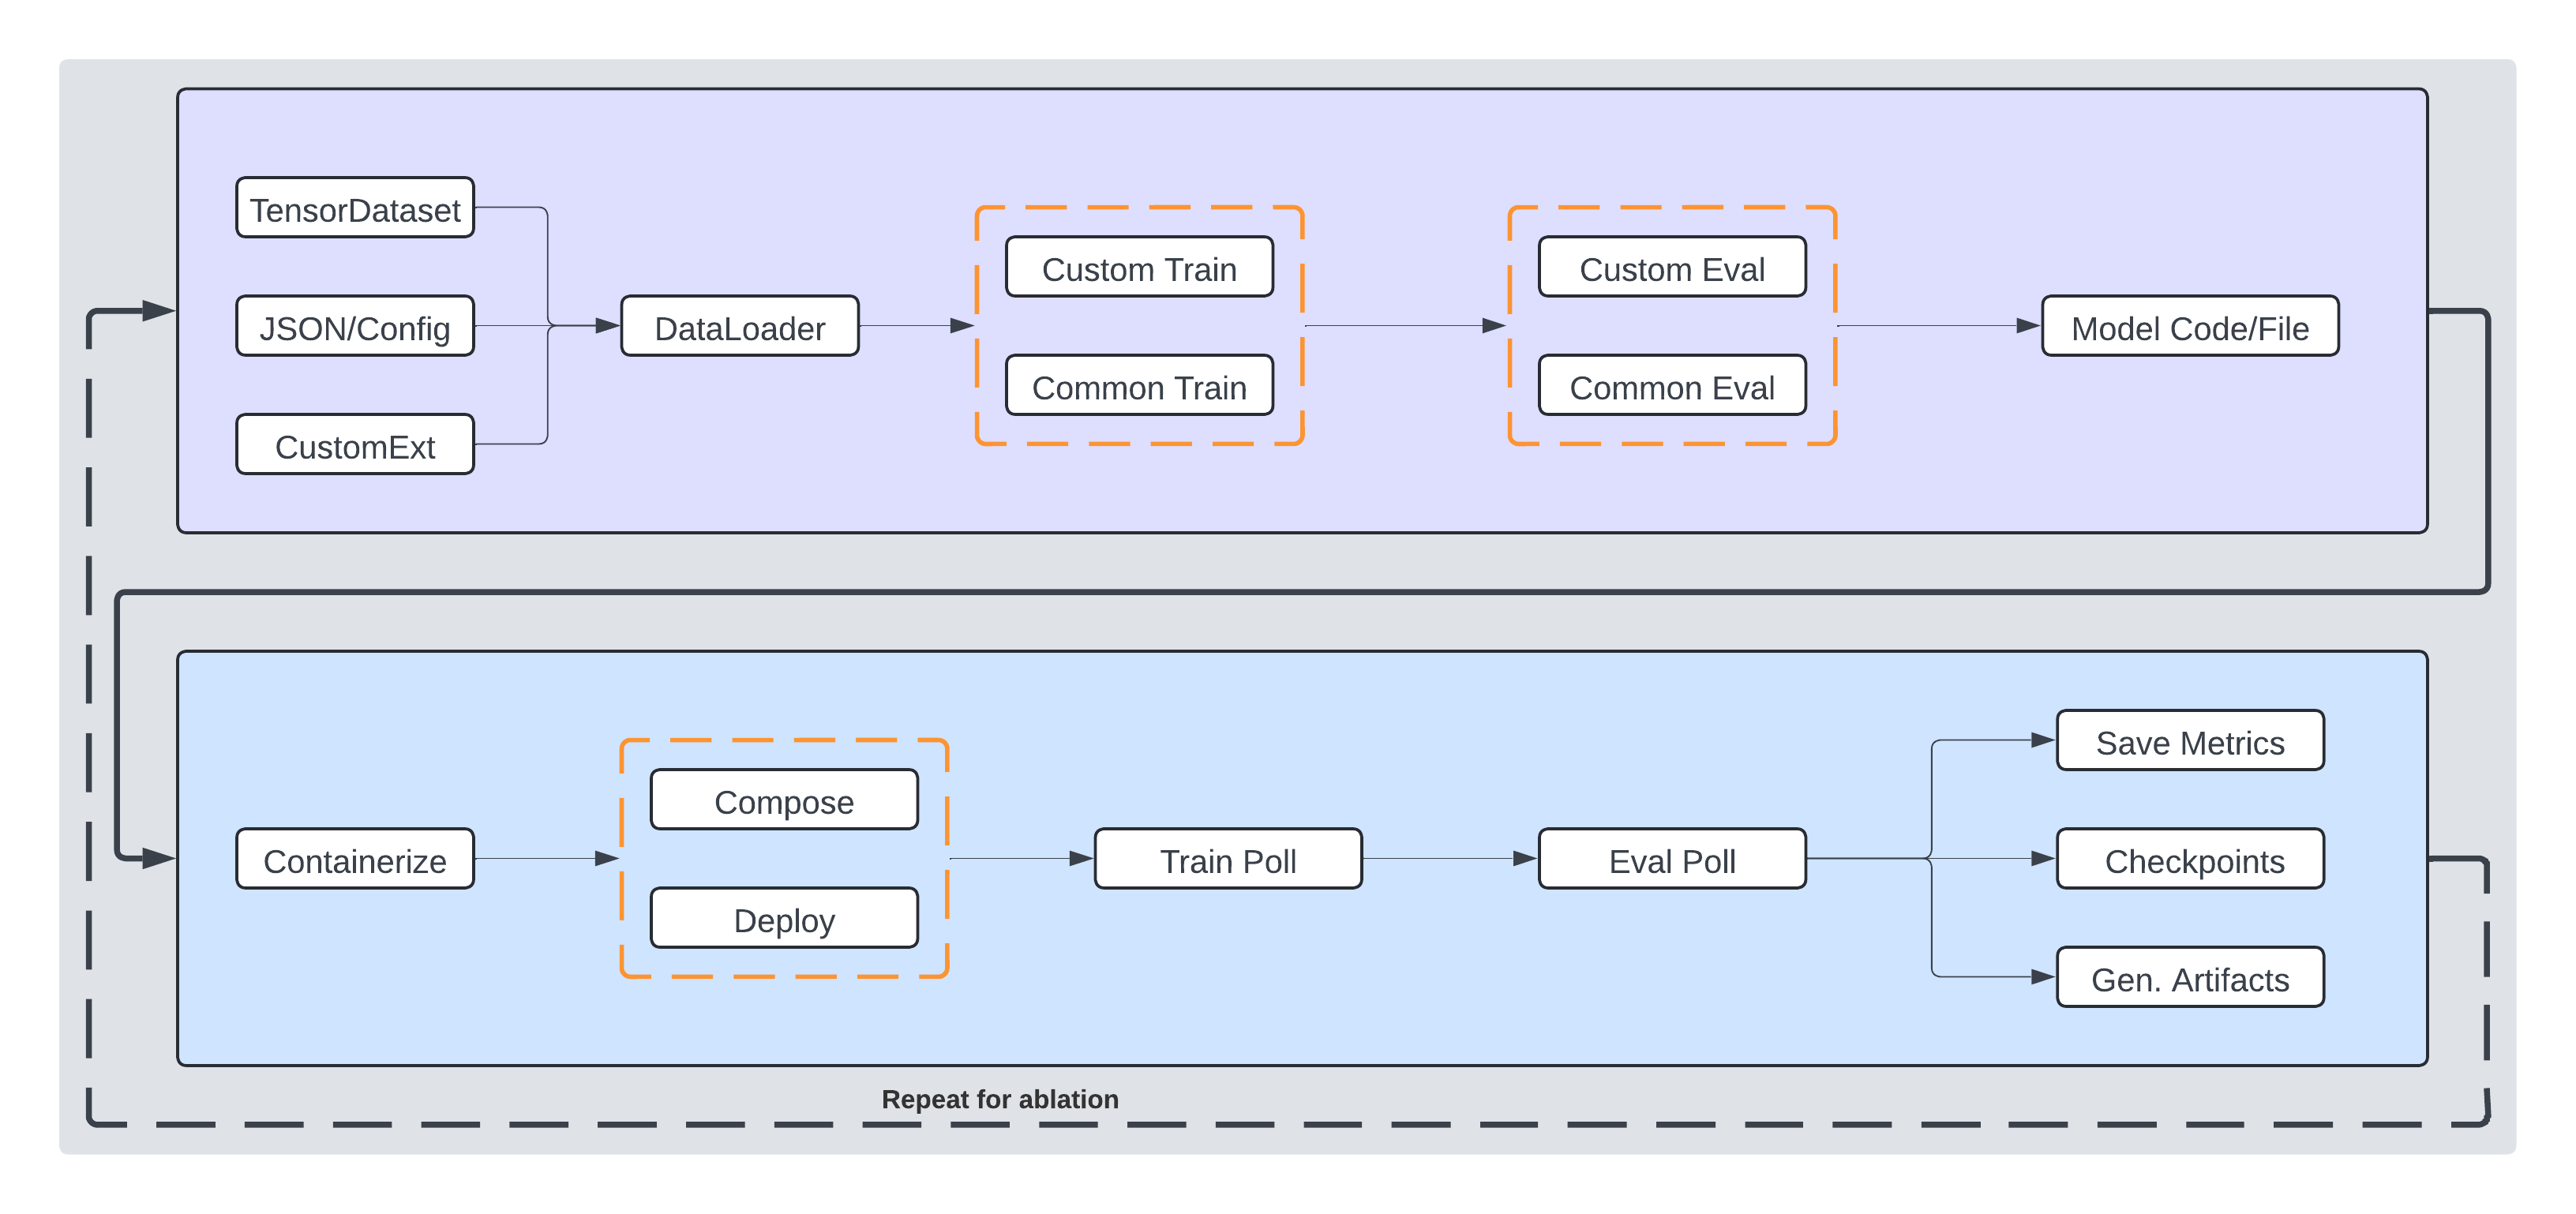 TensorDataset
JSON/Config
CustomExt
DataLoader
Custom Train
Common Train
Custom Eval
Common Eval
Model Code/File
Containerize
Compose
Deploy
Train Poll
Eval Poll
Save Metrics
Checkpoints
Gen. Artifacts
Repeat for ablation